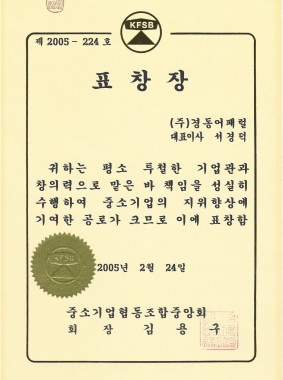 KFSB
제 2005 - 224 호
표 창 장
(주)경동어패럴
대표이사 서경덕
귀하는 평소 투철한 기업관과
창의력으로 맡은 바 책임을 성실히
수행하여 중소기업의 지위향상에
기여한 공로가 크므로 이에 표창함
KFSB
2005년 2월 24일
중소기업협동조합중앙회
회 장 김 용 구